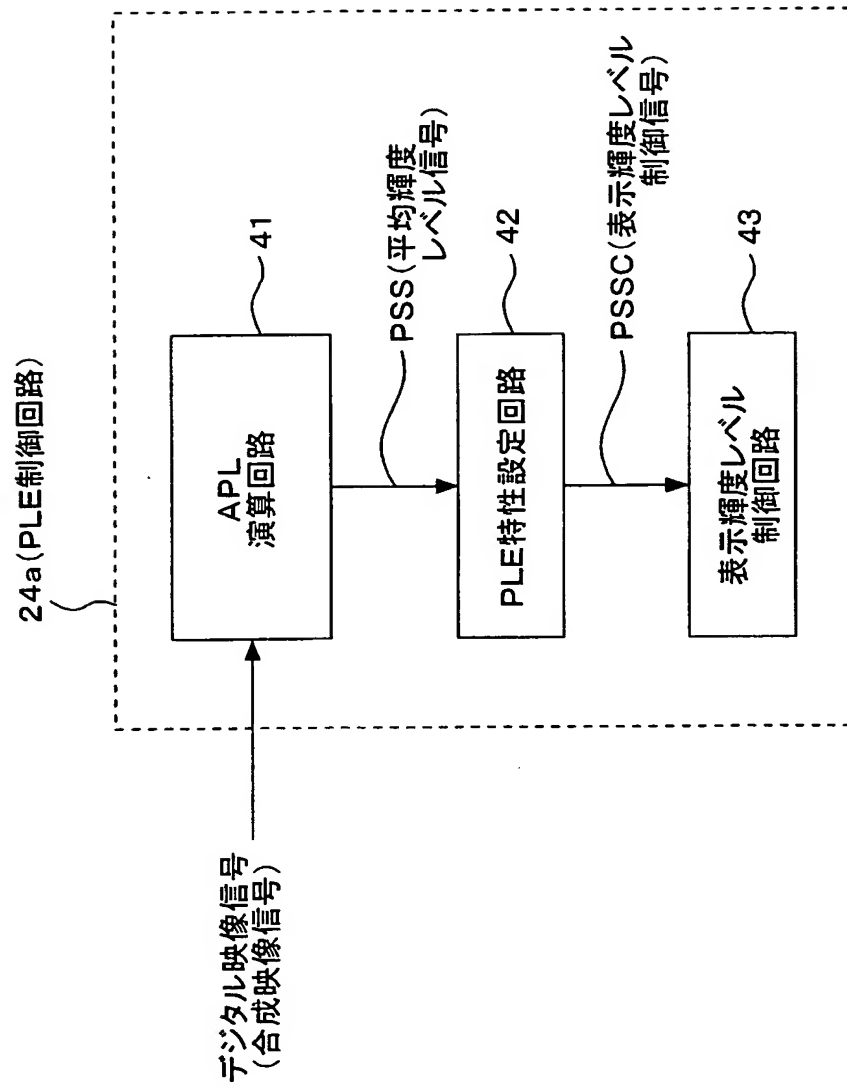 24a(PLE制御回路)
デジタル映像信号
(合成映像信号)
APL
演算回路
41
PSS(平均輝度
レベル信号)
PLE特性設定回路
42
PSSC(表示輝度レベル
制御信号)
表示輝度レベル
制御回路
43